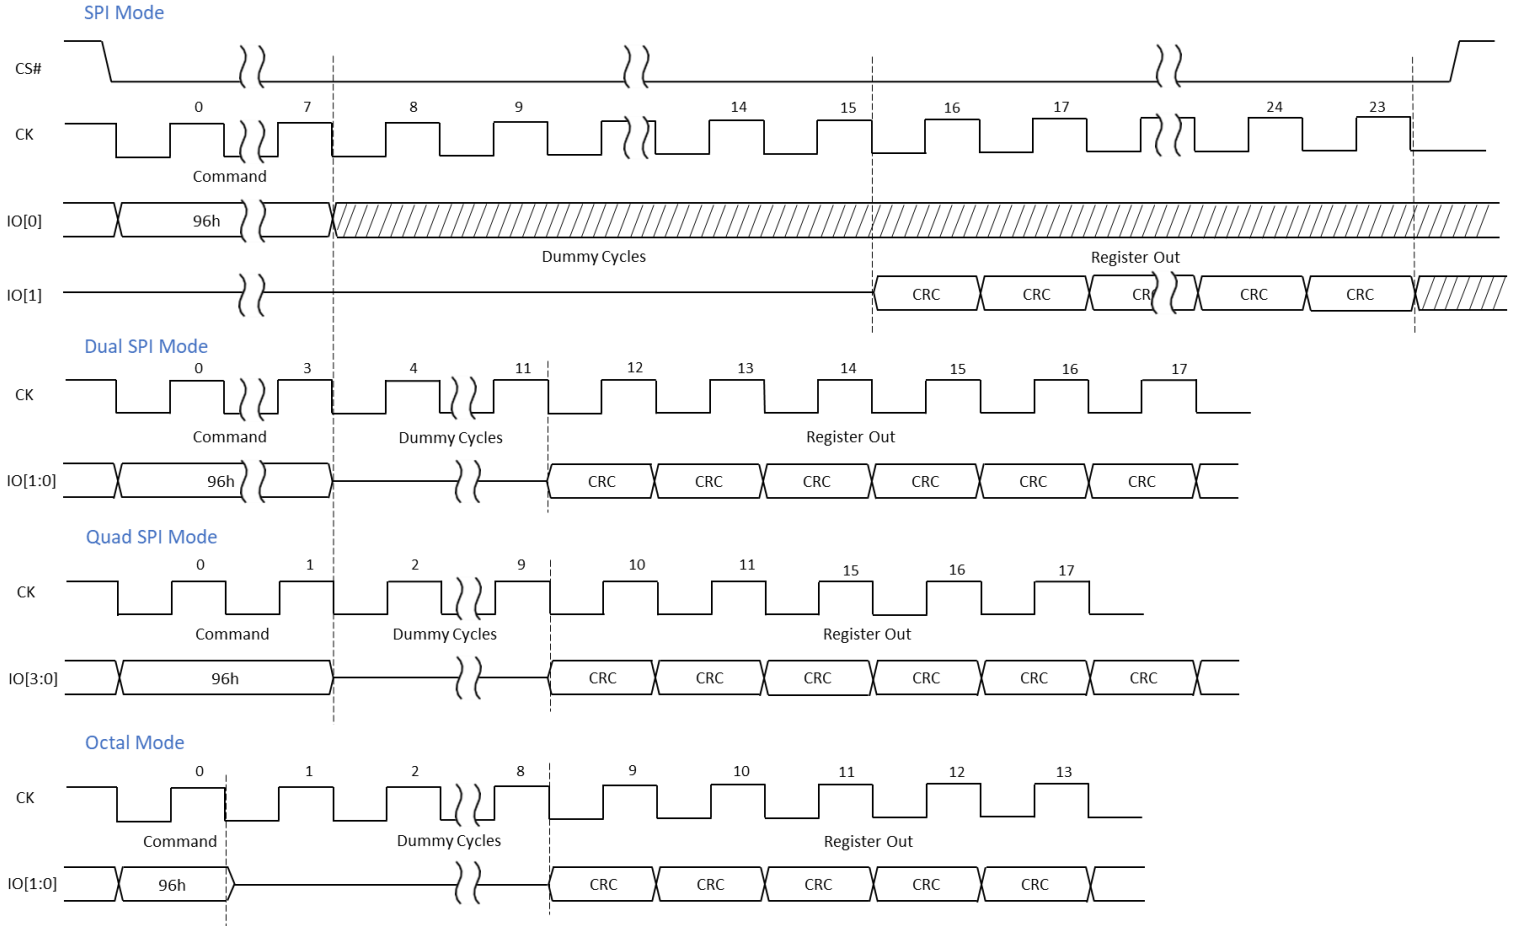 SPI Mode
CS#
0 7 8 9 14 15 16 17 24 23
CK
Command
IO[0] 96h
Dummy Cycles Register Out
IO[1] CRC CRC CR CRC CRC
Dual SPI Mode
0 3 4 11 12 13 14 15 16 17
CK
Command Dummy Cycles Register Out
IO[1:0] 96h CRC CRC CRC CRC CRC CRC
Quad SPI Mode
0 1 2 9 10 11 15 16 17
CK
Command Dummy Cycles Register Out
IO[3:0] 96h CRC CRC CRC CRC CRC CRC
Octal Mode
0 1 2 8 9 10 11 12 13
CK
Command Dummy Cycles Register Out
IO[1:0] 96h CRC CRC CRC CRC CRC